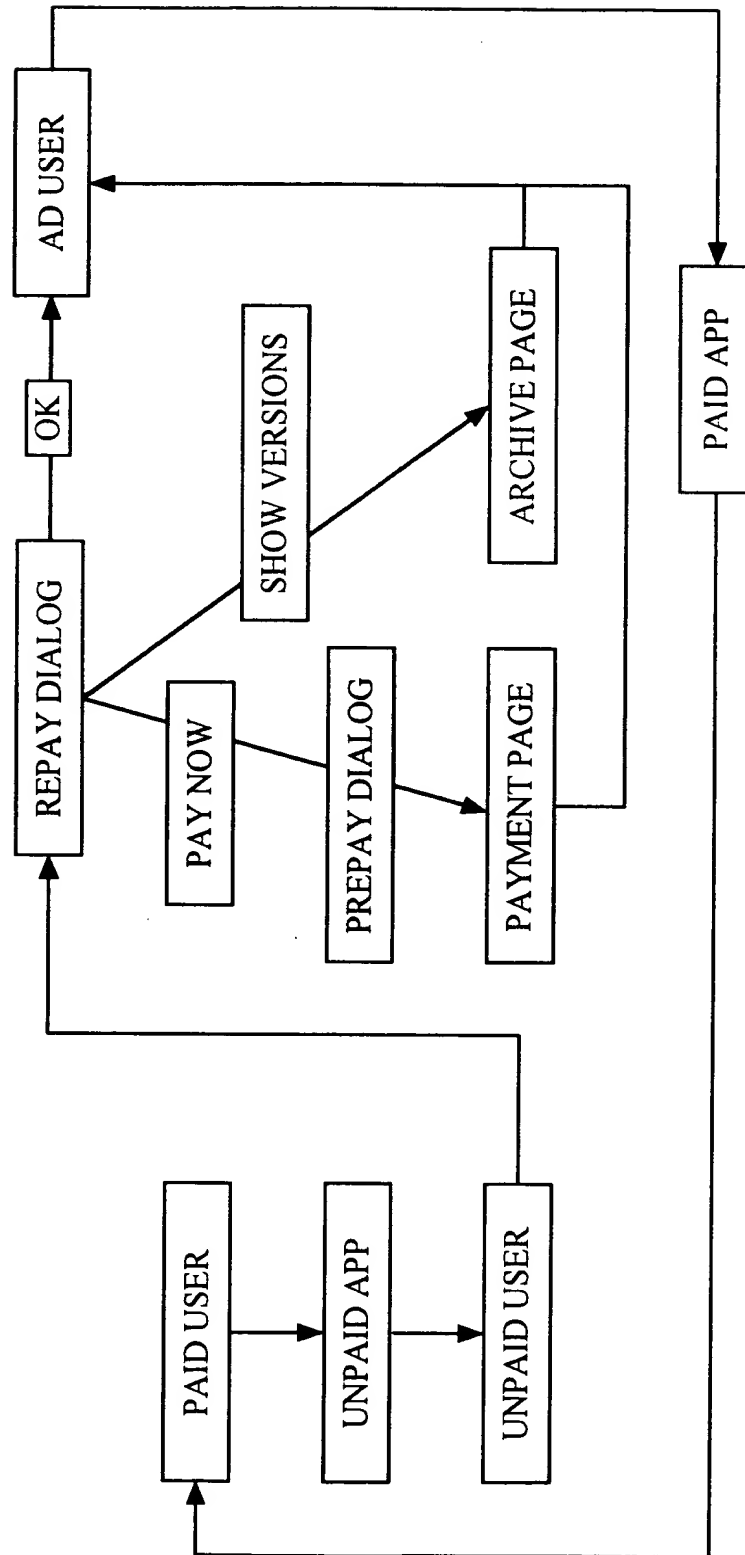 PAID USER
UNPAID APP
UNPAID USER
REPAY DIALOG
OK
AD USER
PAY NOW
SHOW VERSIONS
PREPAY DIALOG
PAYMENT PAGE
ARCHIVE PAGE
PAID APP